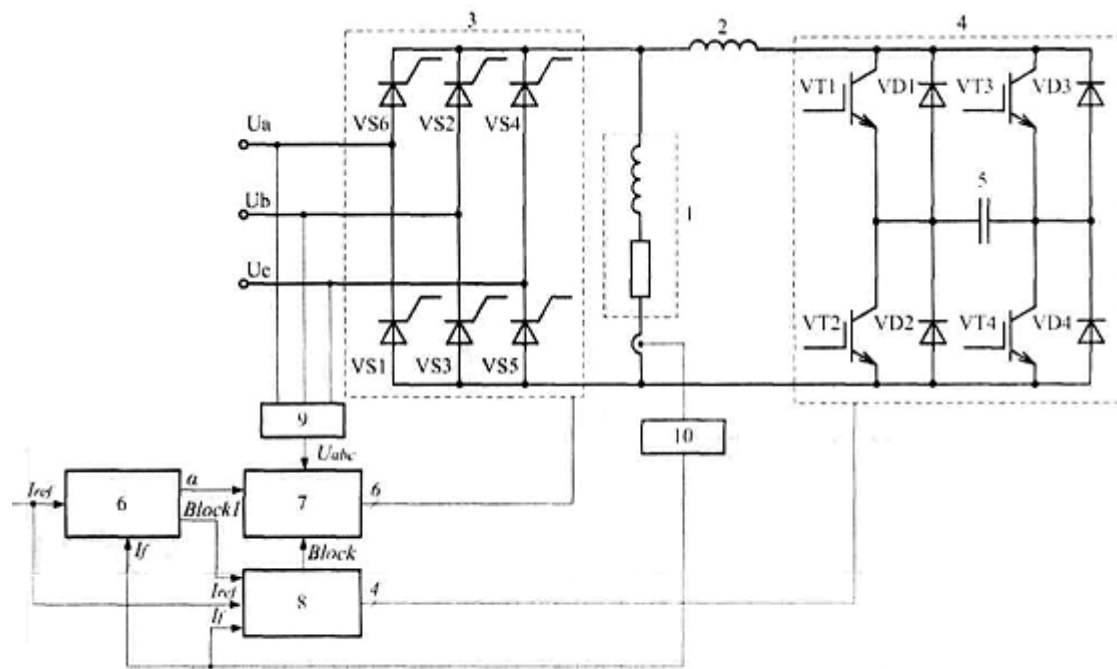 3
2
4
VS6
VS2
VS4
VT1
VD1
VT3
VD3
Ua
Ub
5
1
Uc
VT2
VD2
VT4
VD4
VS1
VS3
VS5
9
10
Uabc
Iref
6
a
7
6
Block1
If
Block
Iref
8
4
If